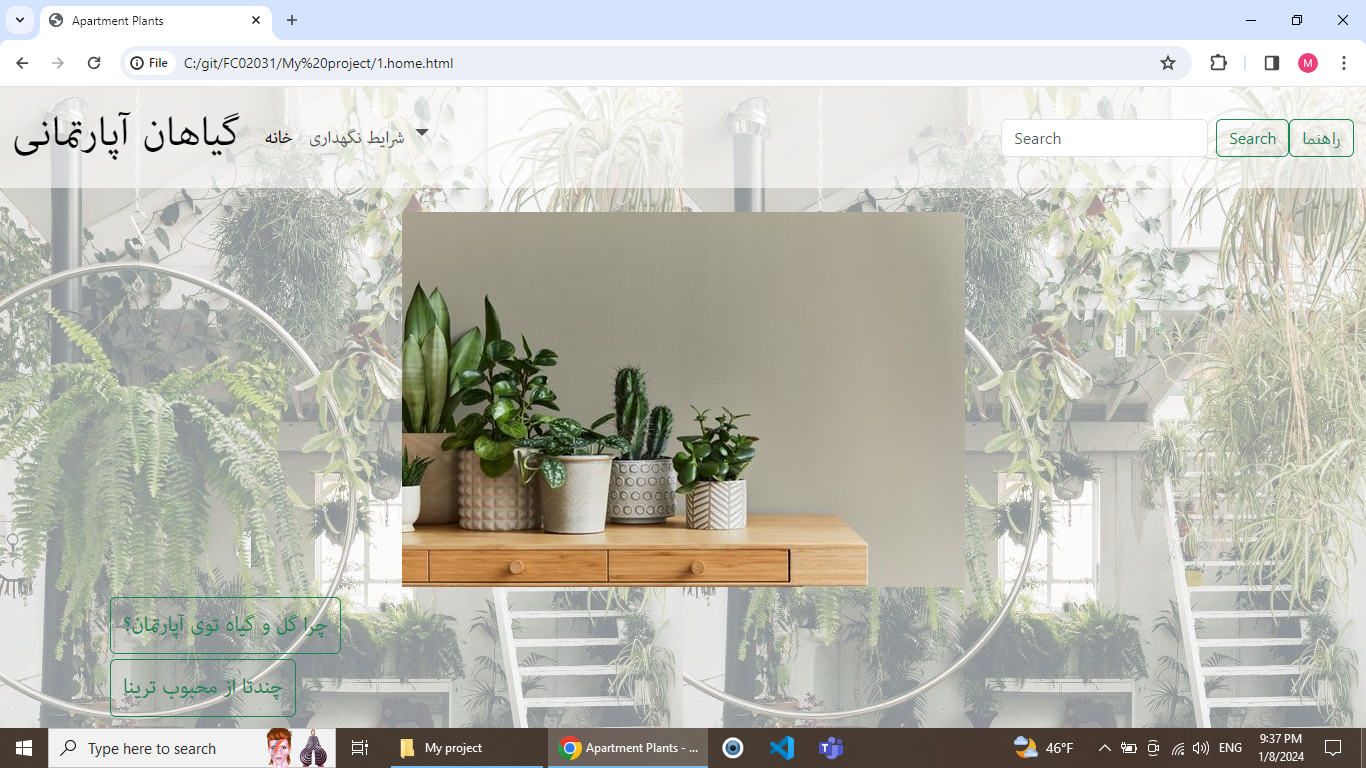 Apartment Plants
File
C:/git/FC02031/My%20project/1.home.html
M
گیاهان آپارتمانی
خانه
شرایط نگهداری
Search
Search
راهنما
چرا گل و گیاه توی آپارتمان؟
چندتا از محبوب ترینا
Type here to search
My project
Apartment Plants - ...
46°F
ENG
9:37 PM
1/8/2024